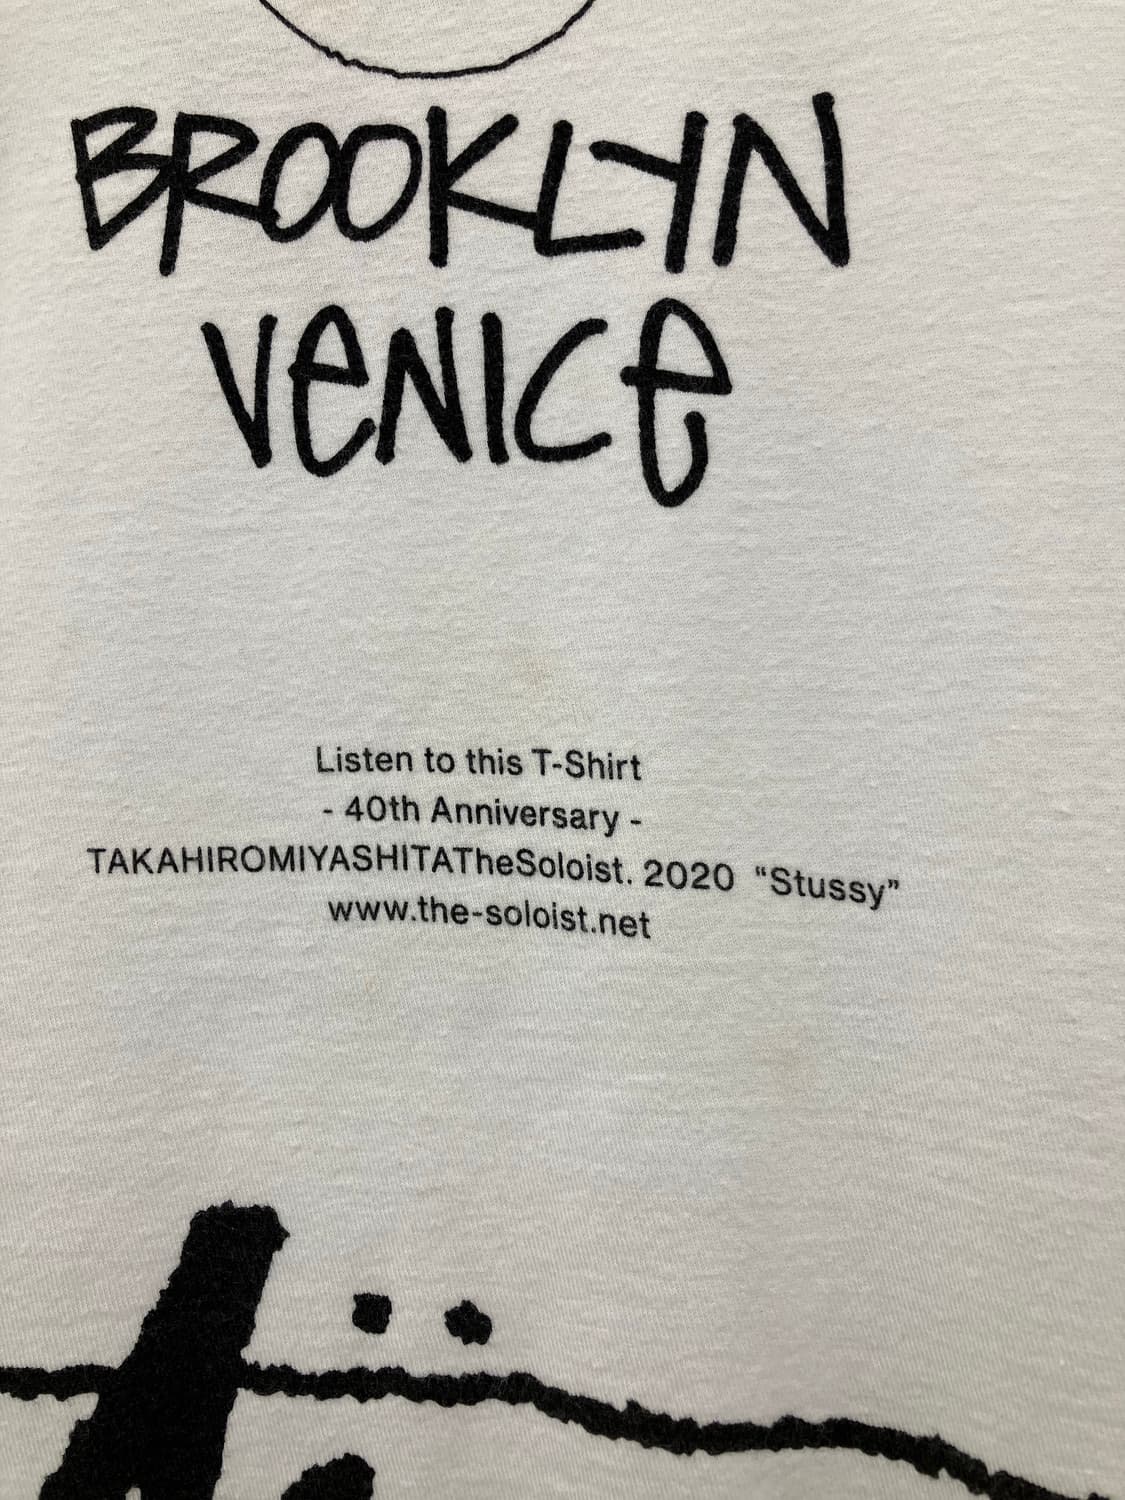 BROOKLYN
VeNICe
Listen to this T-Shirt
- 40th Anniversary -
TAKAHIROMIYASHITATheSoloist. 2020 “Stussy”
www.the-soloist.net